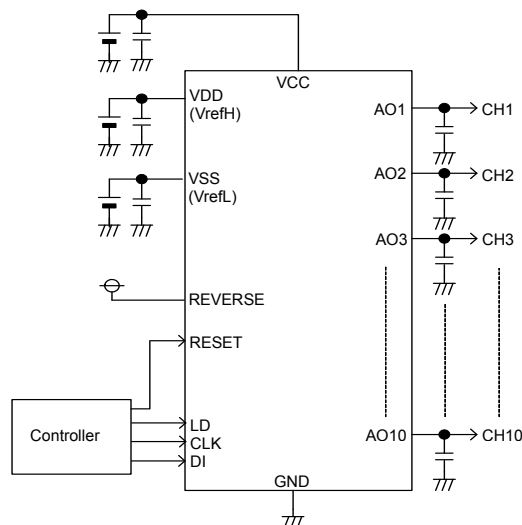 VCC
VDD
(VrefH)
AO1
CH1
VSS
(VrefL)
AO2
CH2
AO3
CH3
REVERSE
RESET
Controller
LD
CLK
DI
AO10
CH10
GND